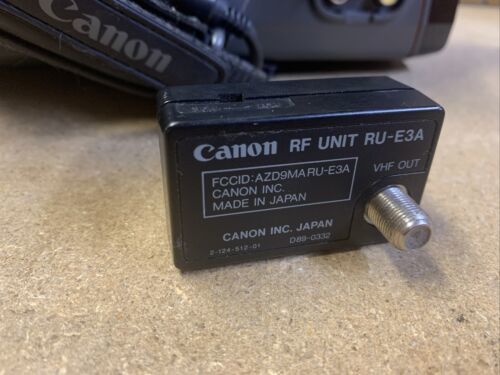 Canon
Canon RF UNIT RU-E3A
FCCID:AZD9MARU-E3A
CANON INC.
MADE IN JAPAN
VHF OUT
CANON INC. JAPAN
2-124-512-01
D89-0332